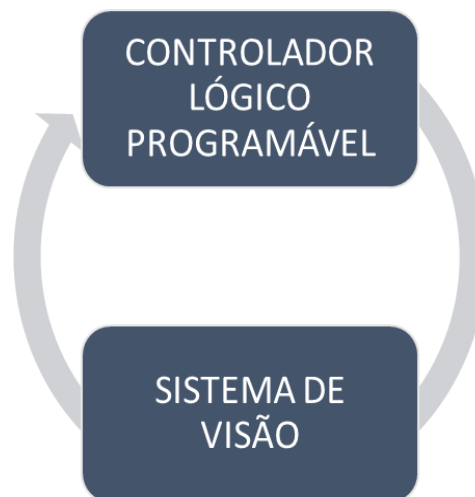 CONTROLADOR
LÓGICO
PROGRAMÁVEL
SISTEMA DE
VISÃO